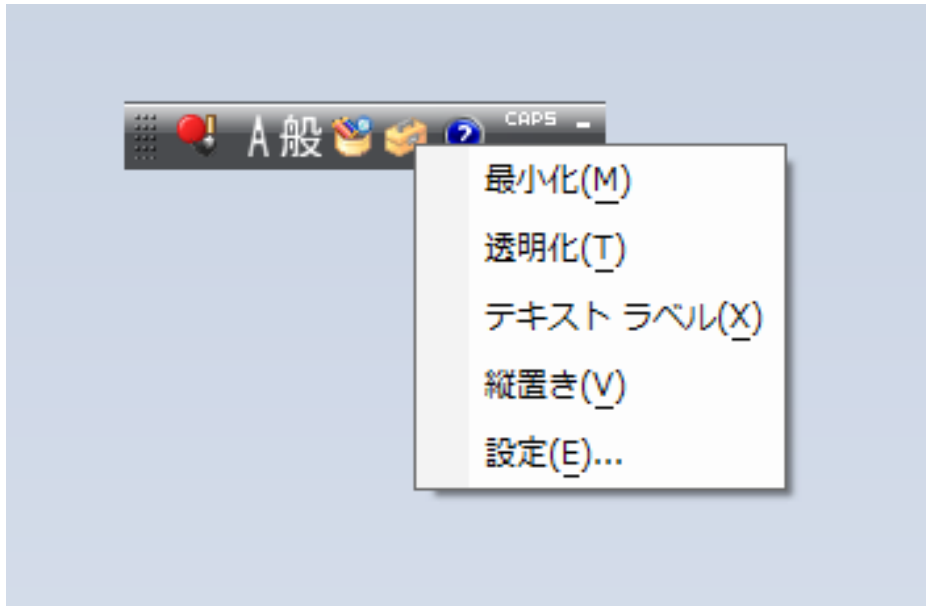 A 般 ? CAPS
最小化(M)
透明化(T)
テキスト ラベル(X)
縦置き(V)
設定(E)...